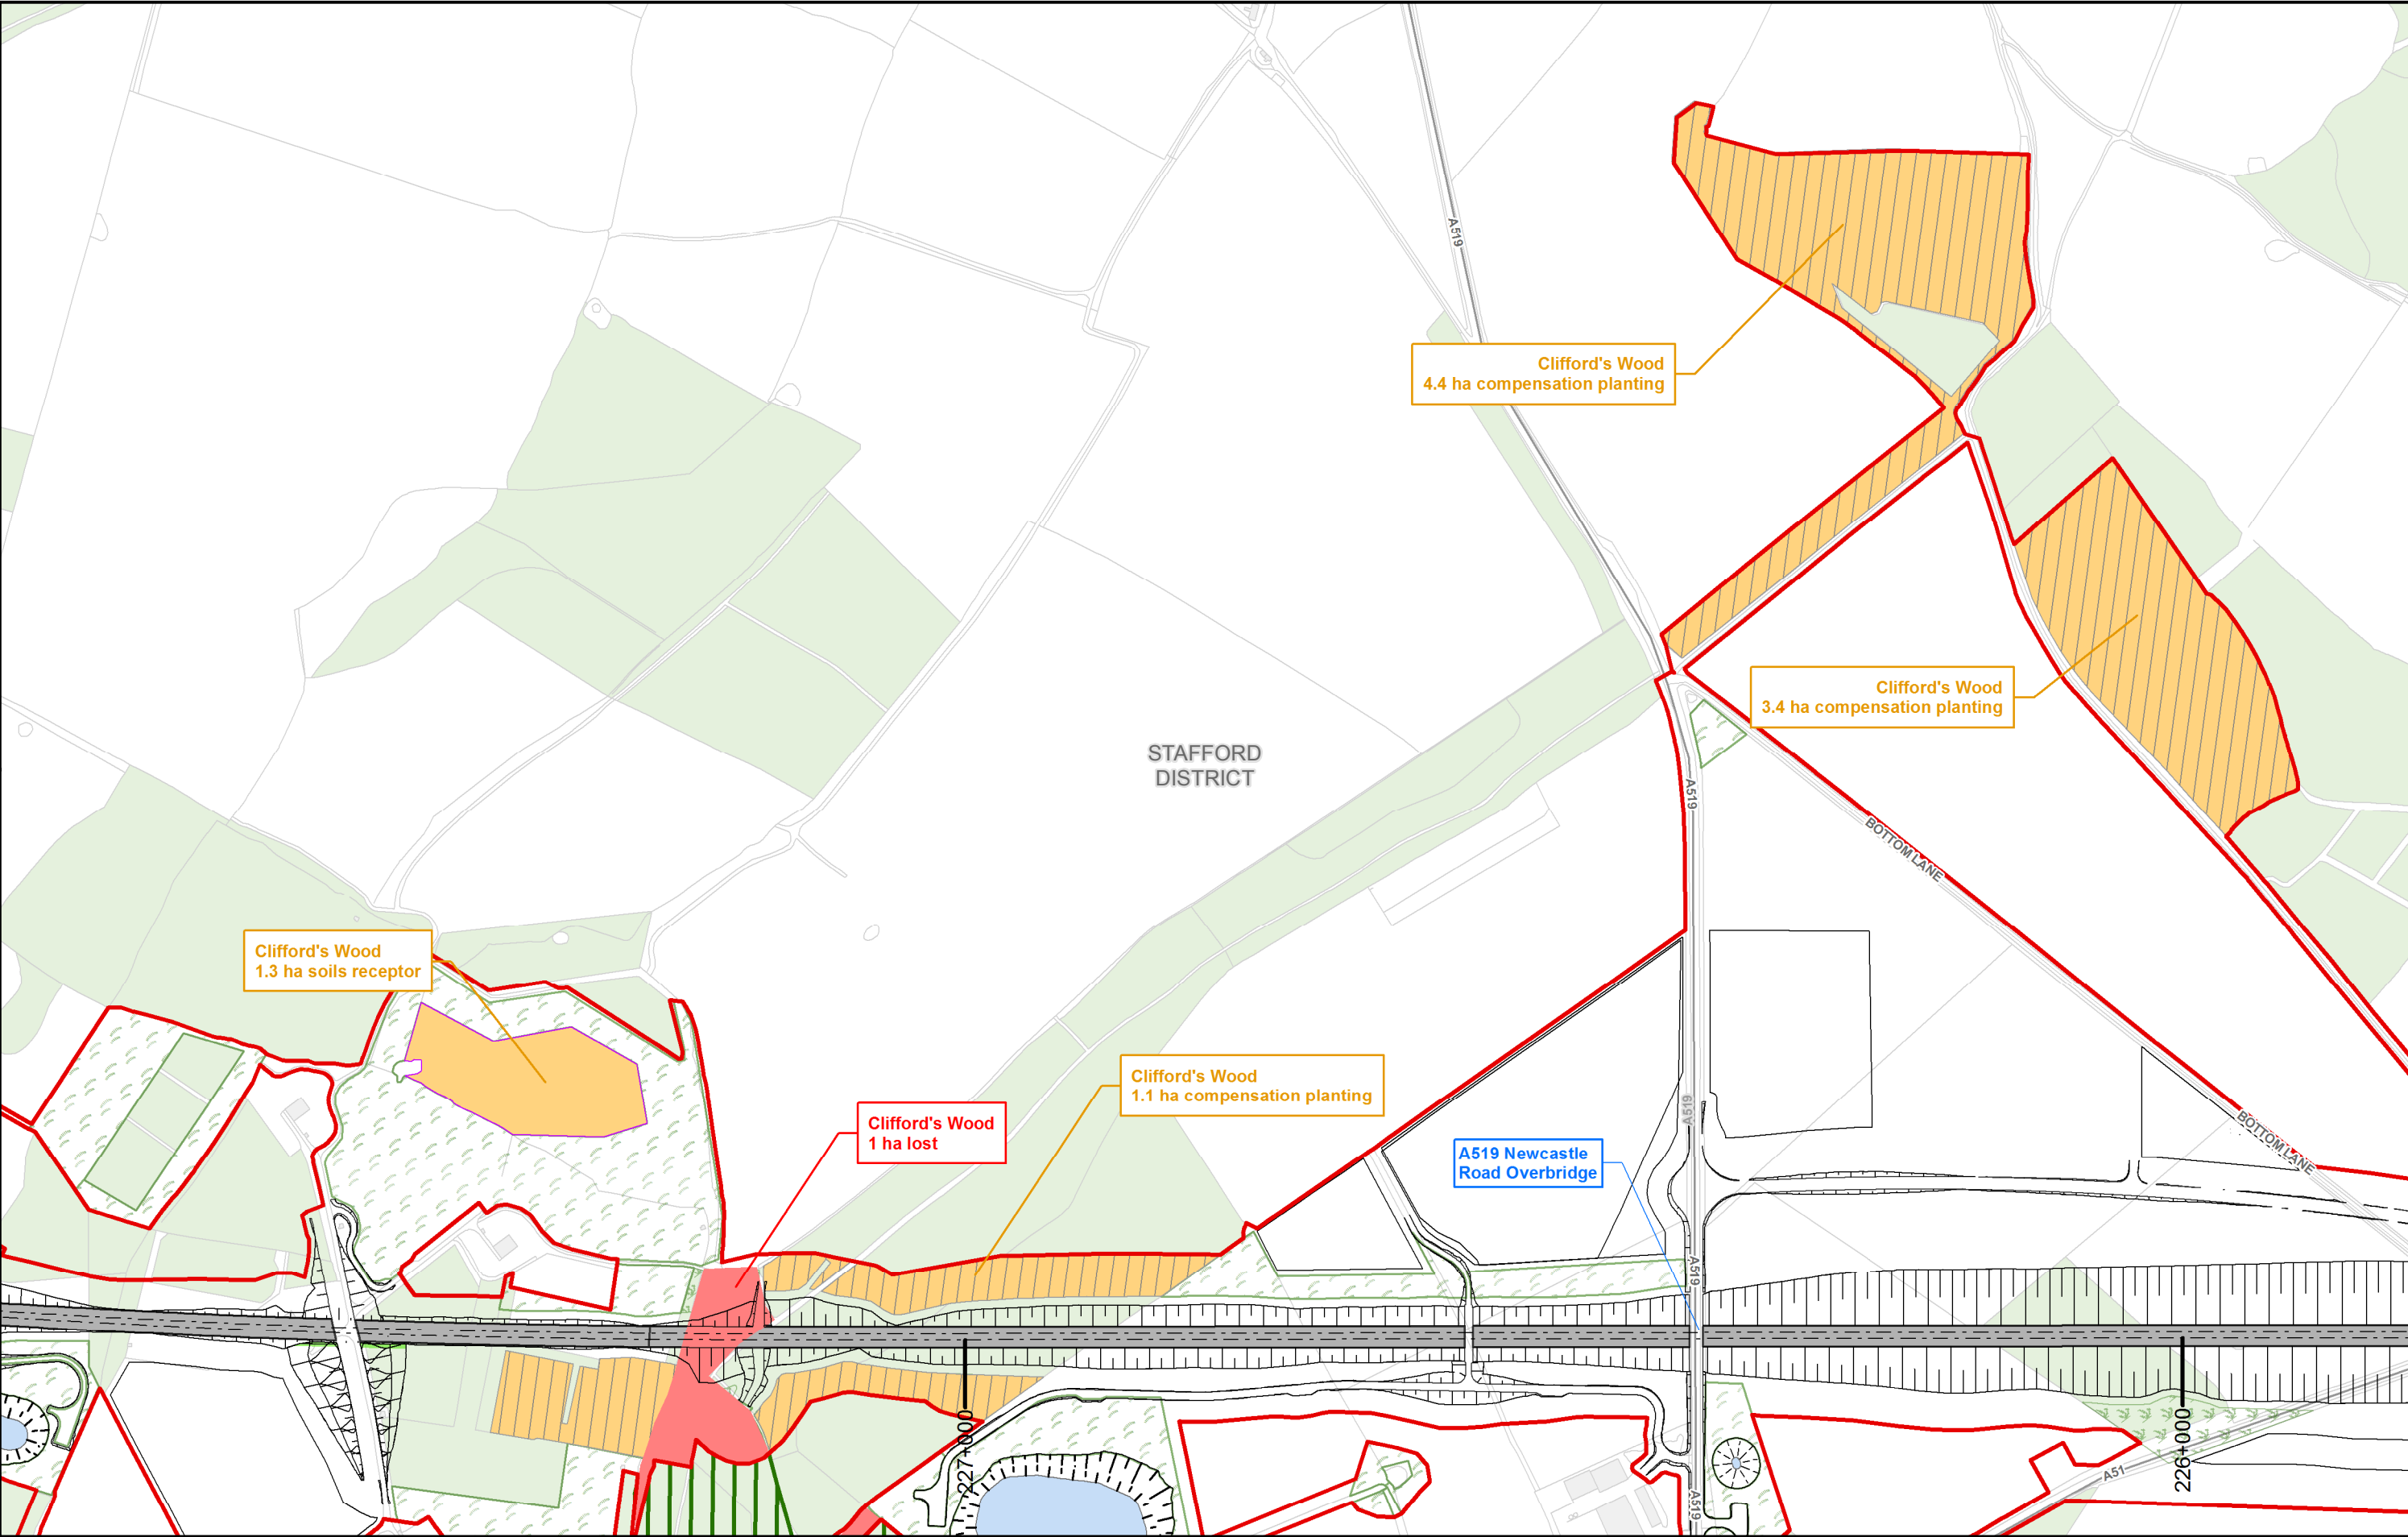 A519
Clifford's Wood
4.4 ha compensation planting
Clifford's Wood
3.4 ha compensation planting
STAFFORD
DISTRICT
A519
BOTTOM LANE
Clifford's Wood
1.3 ha soils receptor
Clifford's Wood
1.1 ha compensation planting
Clifford's Wood
1 ha lost
A519
A519 Newcastle
Road Overbridge
BOTTOM LANE
A519
227+000
226+000
A51
A519